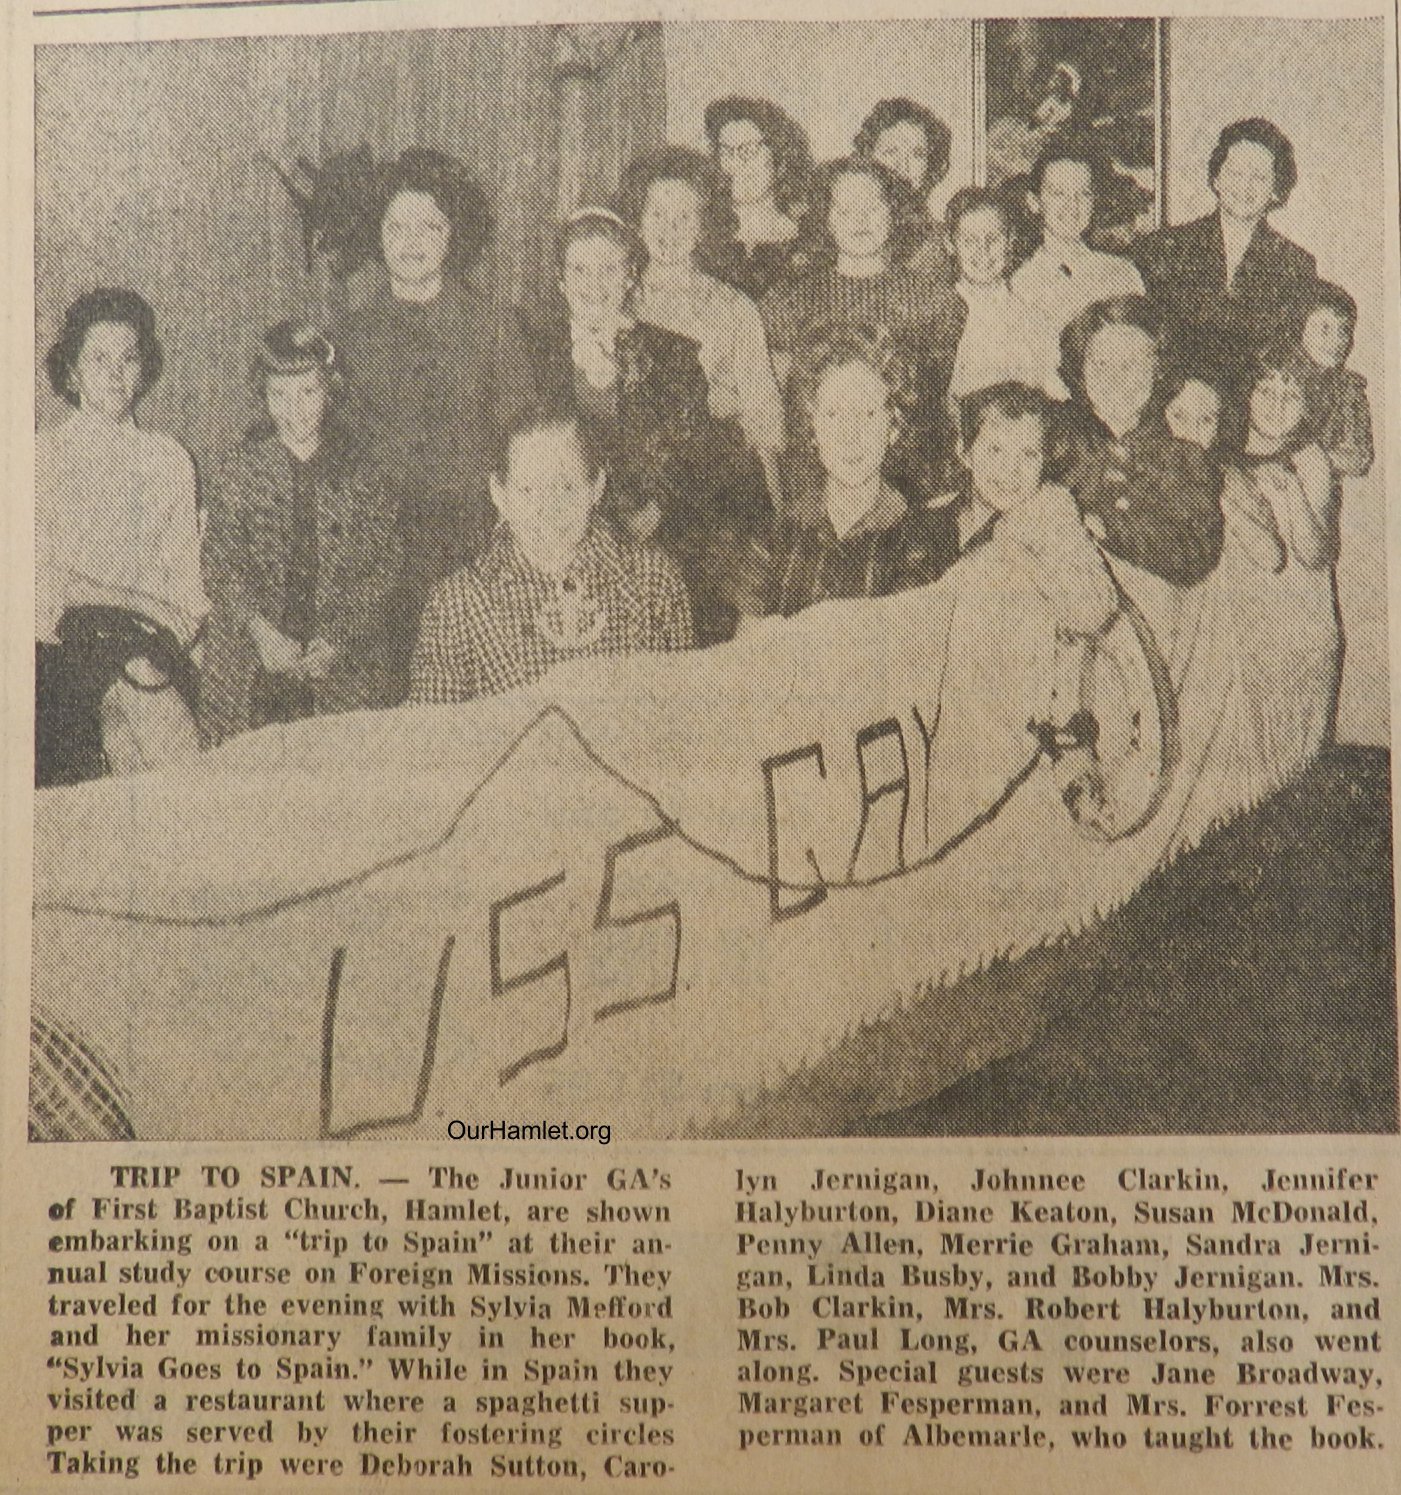 USS GAY
OurHamlet.org
TRIP TO SPAIN. — The Junior GA's
of First Baptist Church, Hamlet, are shown
embarking on a "trip to Spain" at their an-
nual study course on Foreign Missions. They
traveled for the evening with Sylvia Mefford
and her missionary family in her book,
"Sylvia Goes to Spain." While in Spain they
visited a restaurant where a spaghetti sup-
per was served by their fostering circles
Taking the trip were Deborah Sutton, Caro-
lyn Jernigan, Johnnee Clarkin, Jennifer
Halyburton, Diane Keaton, Susan McDonald,
Penny Allen, Merrie Graham, Sandra Jerni-
gan, Linda Busby, and Bobby Jernigan. Mrs.
Bob Clarkin, Mrs. Robert Halyburton, and
Mrs. Paul Long, GA counselors, also went
along. Special guests were Jane Broadway,
Margaret Fesperman, and Mrs. Forrest Fes-
perman of Albemarle, who taught the book.